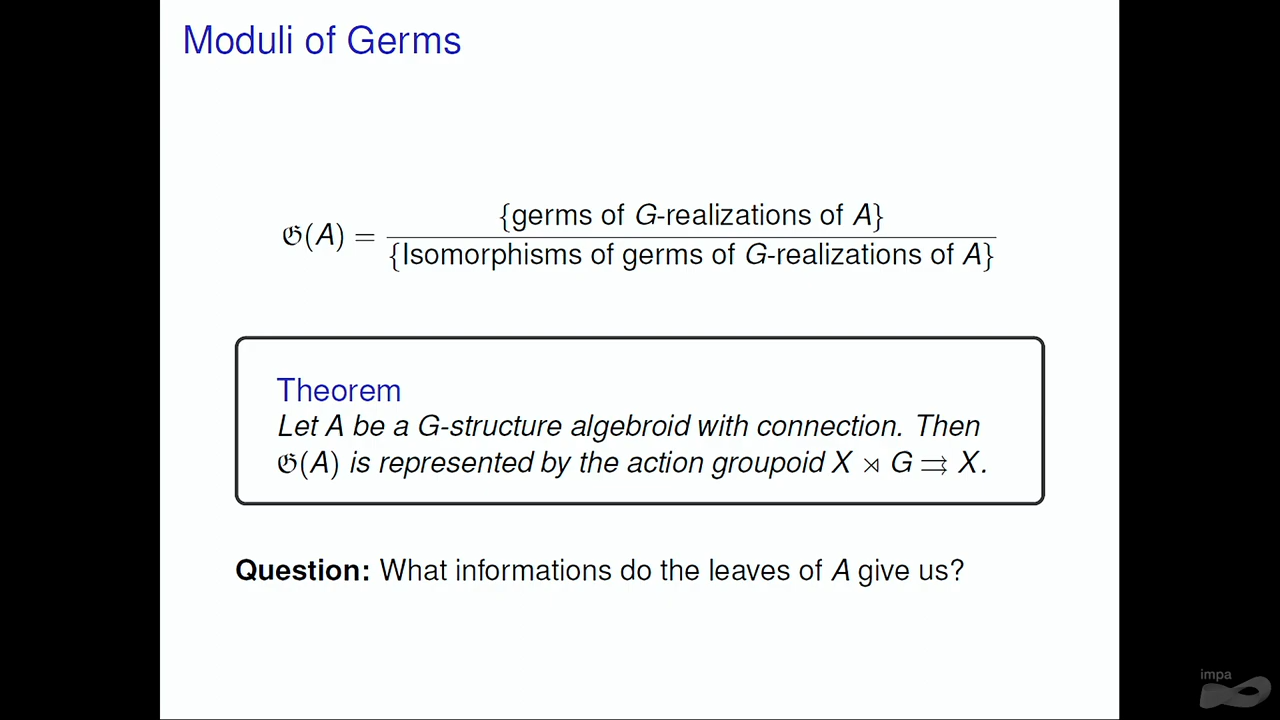 Moduli of Germs
𝔊(A) = {germs of G-realizations of A} / {Isomorphisms of germs of G-realizations of A}
Theorem
Let A be a G-structure algebroid with connection. Then
𝔊(A) is represented by the action groupoid X ⋊ G ⇉ X.
Question: What informations do the leaves of A give us?
impa